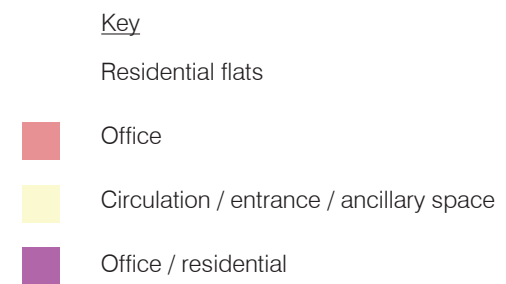 Key
Residential flats
Office
Circulation / entrance / ancillary space
Office / residential